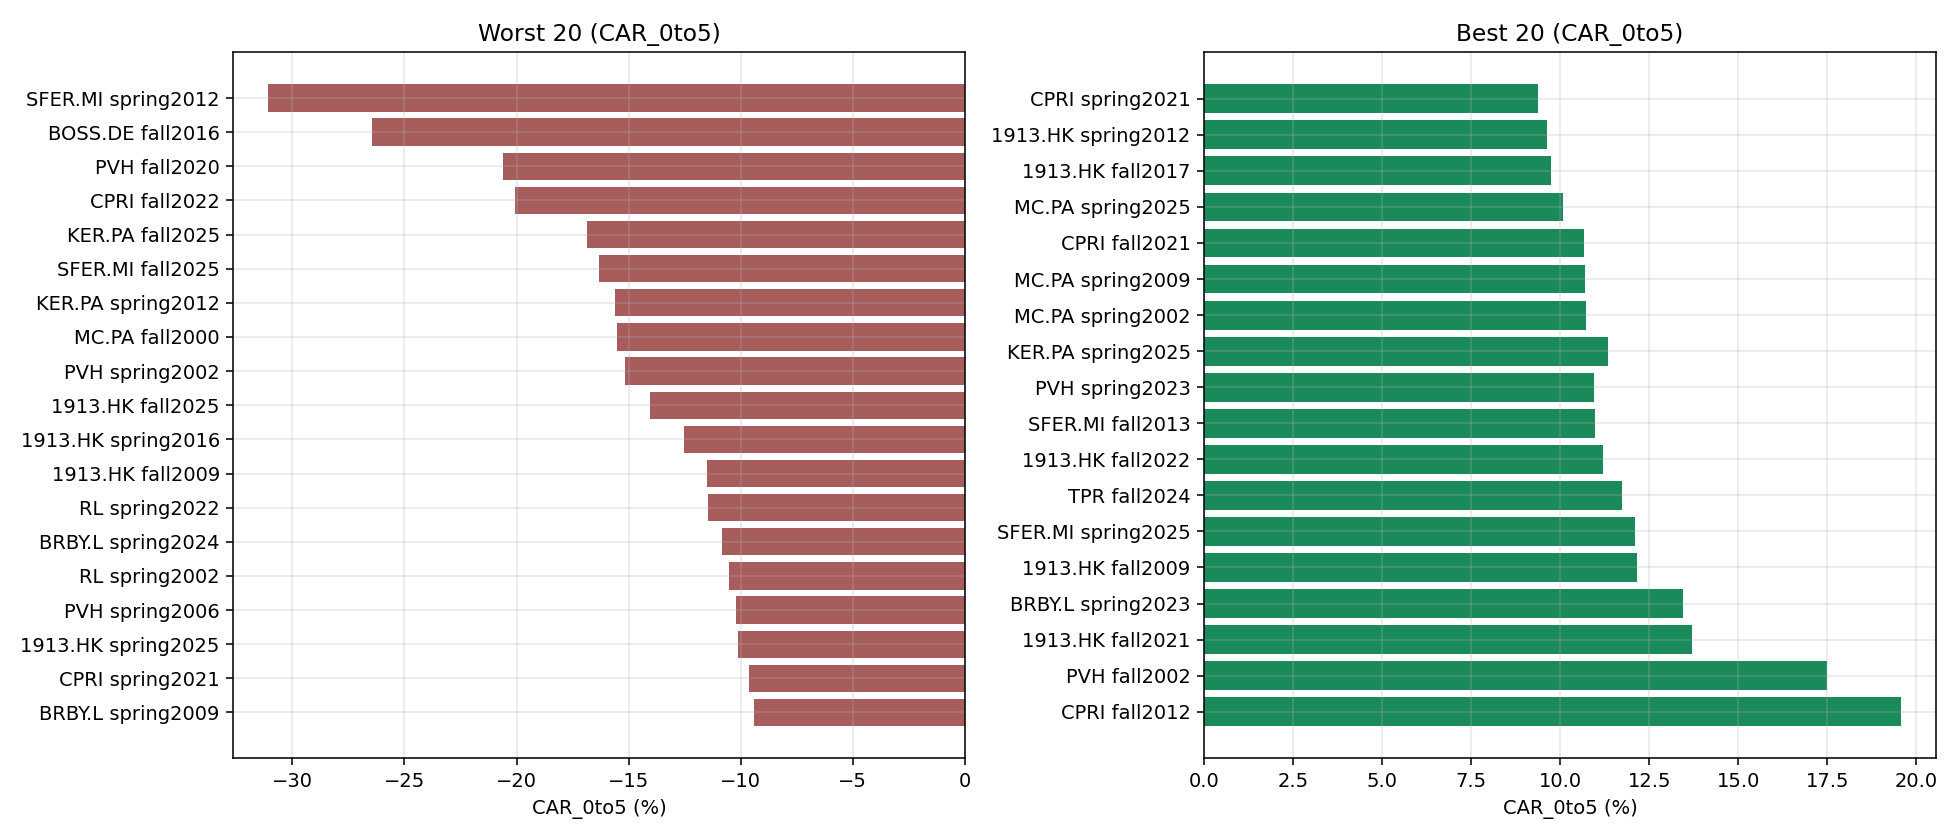 Worst 20 (CAR_0to5)
SFER.MI spring2012
BOSS.DE fall2016
PVH fall2020
CPRI fall2022
KER.PA fall2025
SFER.MI fall2025
KER.PA spring2012
MC.PA fall2000
PVH spring2002
1913.HK fall2025
1913.HK spring2016
1913.HK fall2009
RL spring2022
BRBY.L spring2024
RL spring2002
PVH spring2006
1913.HK spring2025
CPRI spring2021
BRBY.L spring2009
−30 −25 −20 −15 −10 −5 0
CAR_0to5 (%)
Best 20 (CAR_0to5)
CPRI spring2021
1913.HK spring2012
1913.HK fall2017
MC.PA spring2025
CPRI fall2021
MC.PA spring2009
MC.PA spring2002
KER.PA spring2025
PVH spring2023
SFER.MI fall2013
1913.HK fall2022
TPR fall2024
SFER.MI spring2025
1913.HK fall2009
BRBY.L spring2023
1913.HK fall2021
PVH fall2002
CPRI fall2012
0.0 2.5 5.0 7.5 10.0 12.5 15.0 17.5 20.0
CAR_0to5 (%)